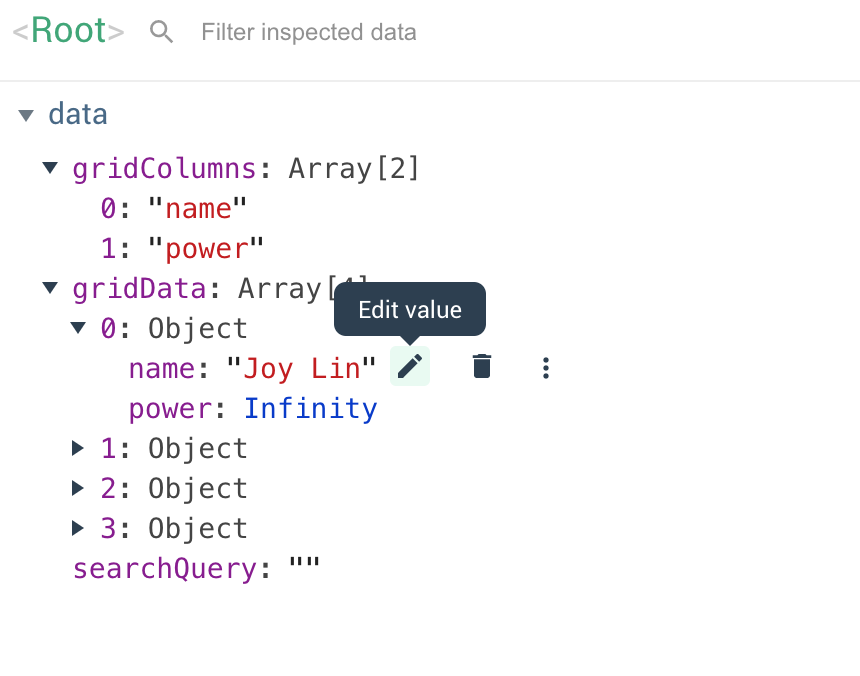 <Root> Filter inspected data
data
gridColumns: Array[2]
0: "name"
1: "power"
gridData: Array[4]
Edit value
0: Object
name: "Joy Lin"
power: Infinity
1: Object
2: Object
3: Object
searchQuery: ""